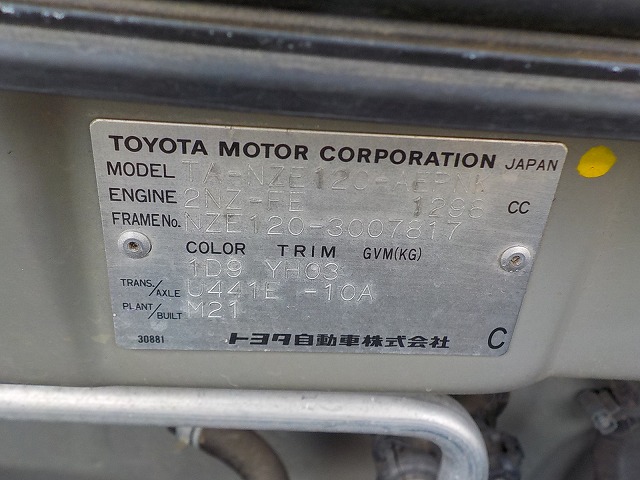 TOYOTA MOTOR CORPORATION JAPAN
MODEL TA-NZE120-AEPNK
ENGINE 2NZ-FE 1298 CC
FRAME No. NZE120-3007817
COLOR TRIM GVM(KG)
1D9 YH03
TRANS./AXLE U441E -10A
PLANT/BUILT M21
30881 トヨタ自動車株式会社 C